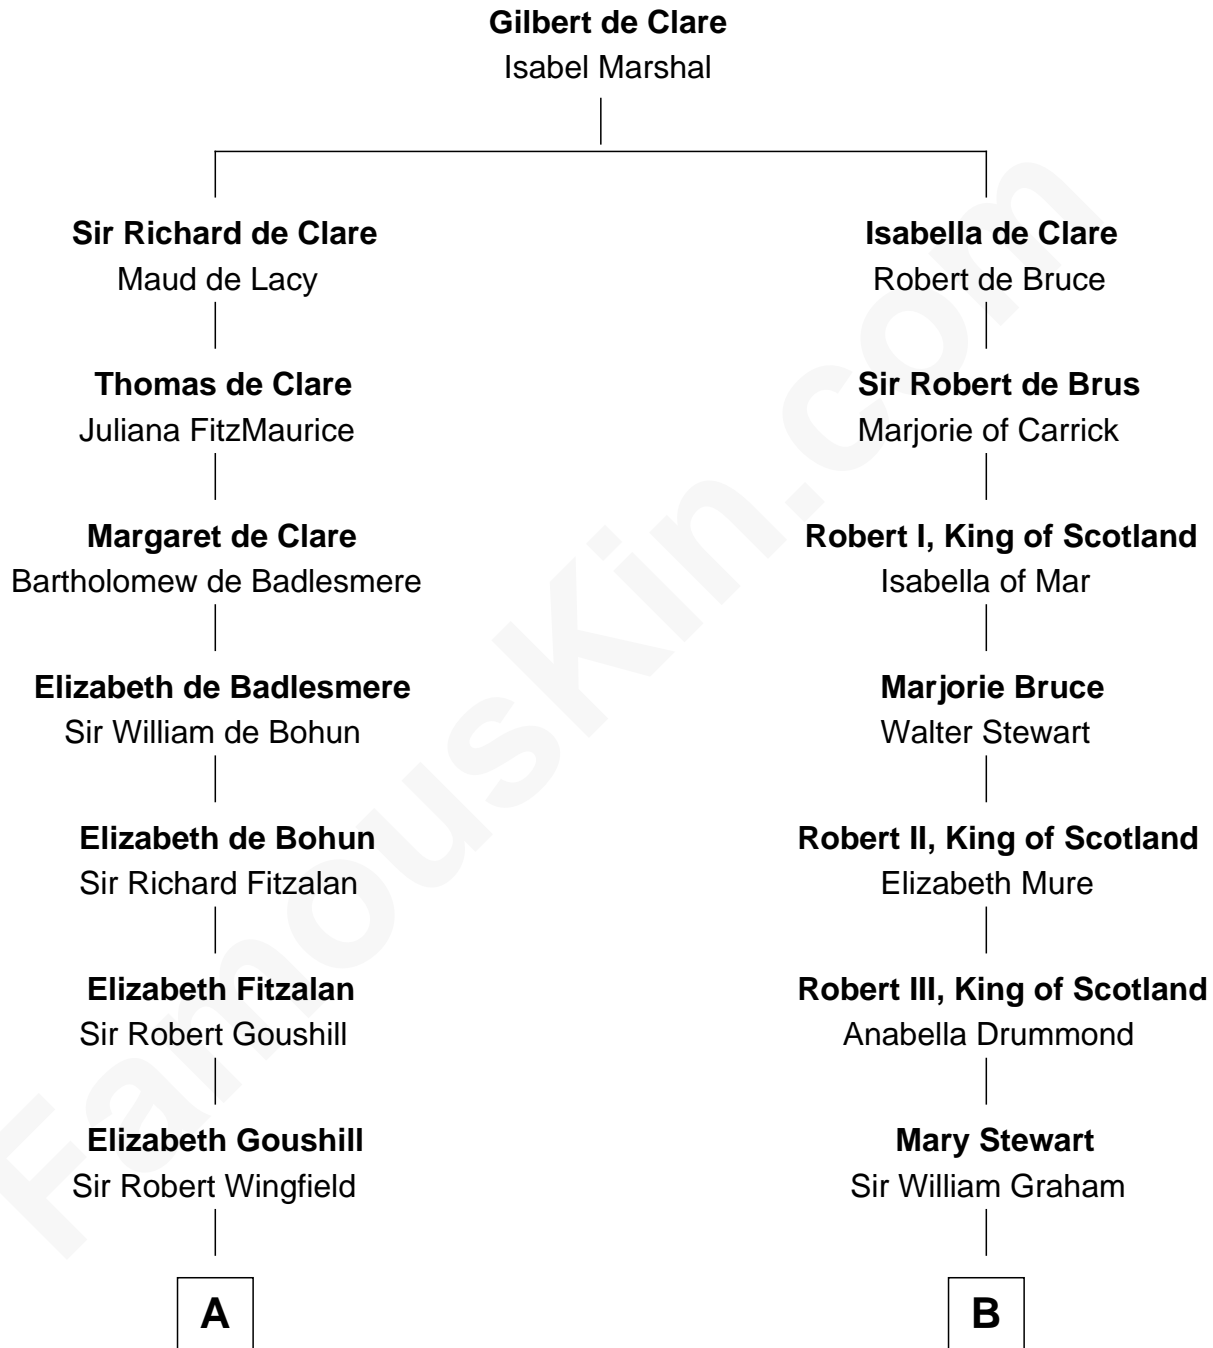 Gilbert de Clare
Isabel Marshal
Sir Richard de Clare
Maud de Lacy
Isabella de Clare
Robert de Bruce
Thomas de Clare
Juliana FitzMaurice
Sir Robert de Brus
Marjorie of Carrick
Margaret de Clare
Bartholomew de Badlesmere
Robert I, King of Scotland
Isabella of Mar
Elizabeth de Badlesmere
Sir William de Bohun
Marjorie Bruce
Walter Stewart
Elizabeth de Bohun
Sir Richard Fitzalan
Robert II, King of Scotland
Elizabeth Mure
Elizabeth Fitzalan
Sir Robert Goushill
Robert III, King of Scotland
Anabella Drummond
Elizabeth Goushill
Sir Robert Wingfield
Mary Stewart
Sir William Graham
A
B
FamousKin.com